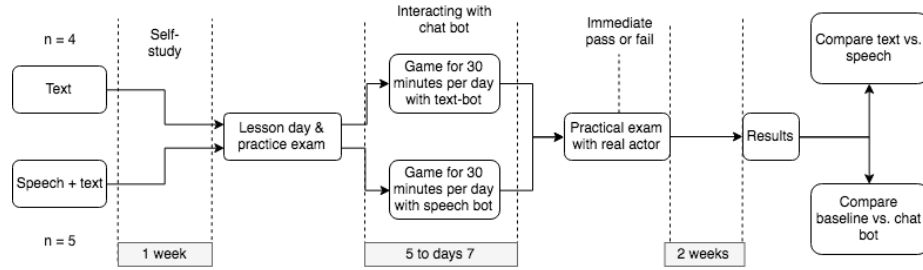 n = 4
Self-
study
Interacting with
chat bot
Immediate
pass or fail
Text
Speech + text
n = 5
1 week
Lesson day &
practice exam
Game for 30
minutes per day
with text-bot
Game for 30
minutes per day
with speech bot
5 to days 7
Practical exam
with real actor
2 weeks
Results
Compare text vs.
speech
Compare
baseline vs. chat
bot